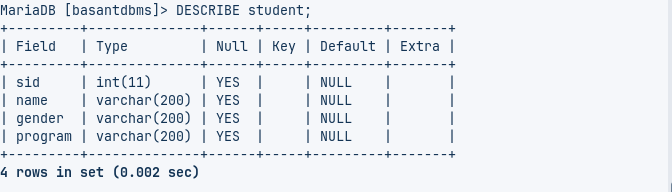 MariaDB [basantdbms]> DESCRIBE student;
+---------+--------------+------+-----+---------+-------+
| Field   | Type         | Null | Key | Default | Extra |
+---------+--------------+------+-----+---------+-------+
| sid     | int(11)      | YES  |     | NULL    |       |
| name    | varchar(200) | YES  |     | NULL    |       |
| gender  | varchar(200) | YES  |     | NULL    |       |
| program | varchar(200) | YES  |     | NULL    |       |
+---------+--------------+------+-----+---------+-------+
4 rows in set (0.002 sec)